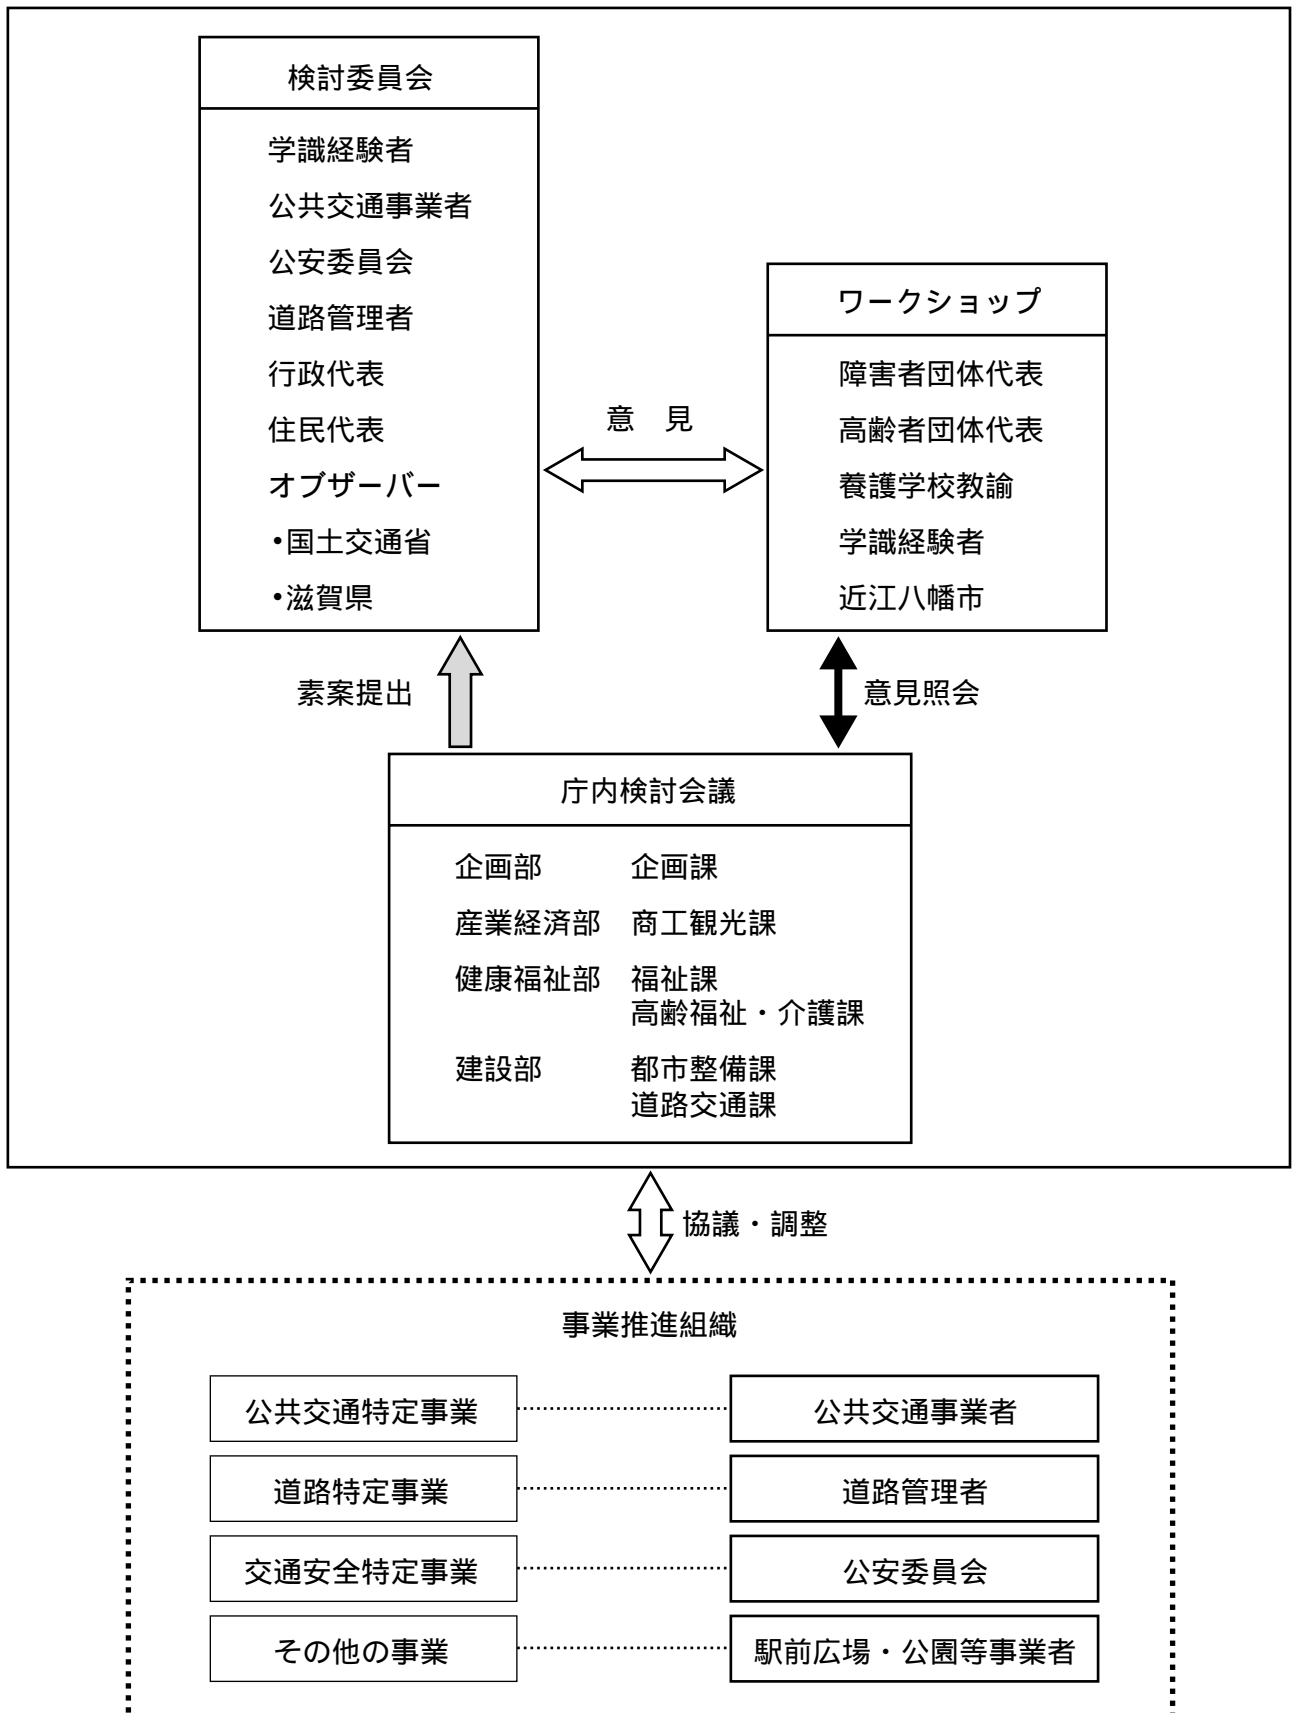 検討委員会
学識経験者
公共交通事業者
公安委員会
道路管理者
行政代表
住民代表
オブザーバー
・国土交通省
・滋賀県
意　見
ワークショップ
障害者団体代表
高齢者団体代表
養護学校教諭
学識経験者
近江八幡市
素案提出
意見照会
庁内検討会議
企画部　企画課
産業経済部　商工観光課
健康福祉部　福祉課
高齢福祉・介護課
建設部　都市整備課
道路交通課
協議・調整
事業推進組織
公共交通特定事業　公共交通事業者
道路特定事業　道路管理者
交通安全特定事業　公安委員会
その他の事業　駅前広場・公園等事業者